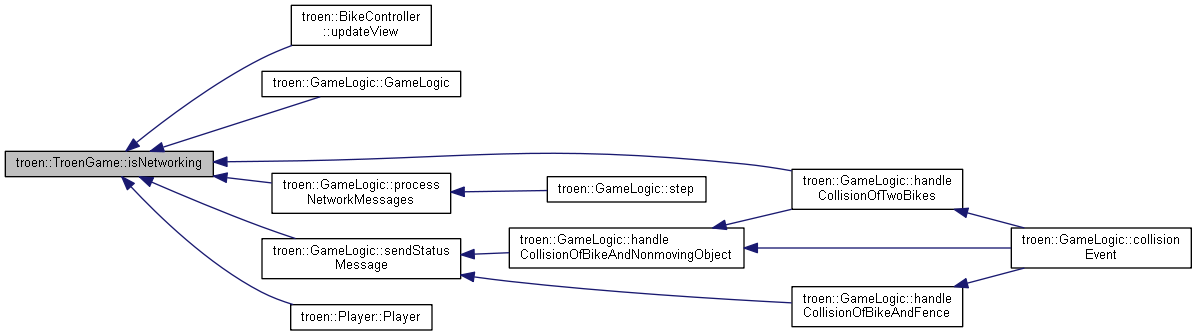 troen::BikeController
::updateView
troen::GameLogic::GameLogic
troen::TroenGame::isNetworking
troen::GameLogic::process
NetworkMessages
troen::GameLogic::step
troen::GameLogic::handle
CollisionOfTwoBikes
troen::GameLogic::sendStatus
Message
troen::GameLogic::handle
CollisionOfBikeAndNonmovingObject
troen::GameLogic::collision
Event
troen::GameLogic::handle
CollisionOfBikeAndFence
troen::Player::Player